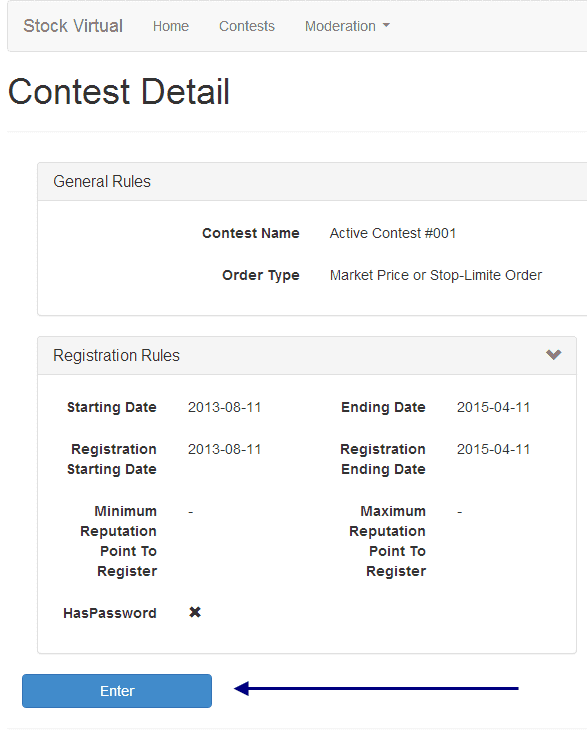 Stock Virtual Home Contests Moderation
Contest Detail
General Rules
Contest Name Active Contest #001
Order Type Market Price or Stop-Limite Order
Registration Rules
Starting Date 2013-08-11 Ending Date 2015-04-11
Registration Starting Date 2013-08-11 Registration Ending Date 2015-04-11
Minimum Reputation Point To Register - Maximum Reputation Point To Register -
HasPassword ✖
Enter